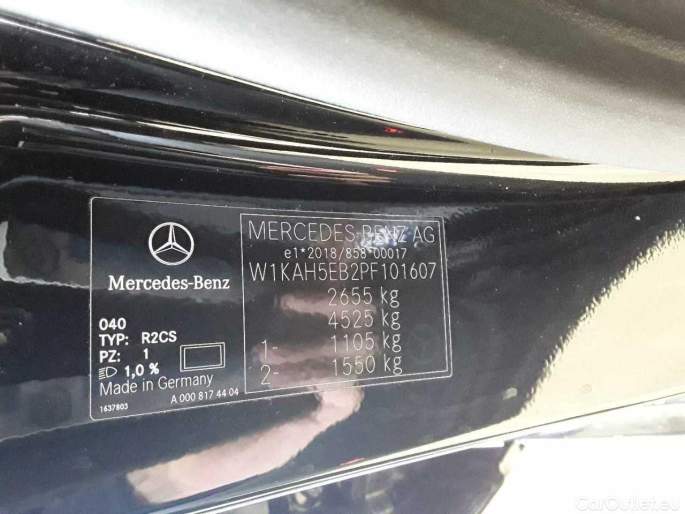 Mercedes-Benz
040
TYP: R2CS
PZ: 1
1,0 %
Made in Germany
1637803
A 000 817 44 04
MERCEDES-BENZ AG
e1*2018/858*00017
W1KAH5EB2PF101607
2655 kg
4525 kg
1- 1105 kg
2- 1550 kg
CarOutlet.eu